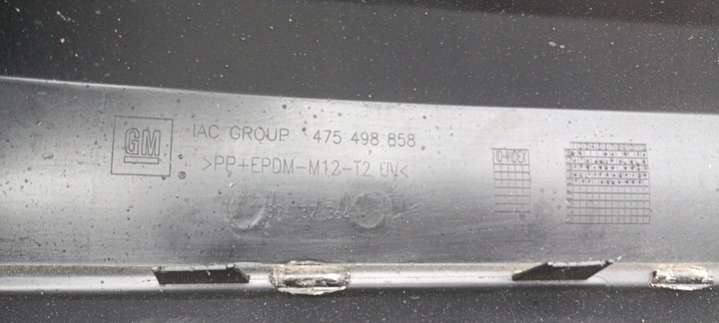 GM
IAC GROUP 475 498 858
®
>PP+EPDM-M12-T2 UV<